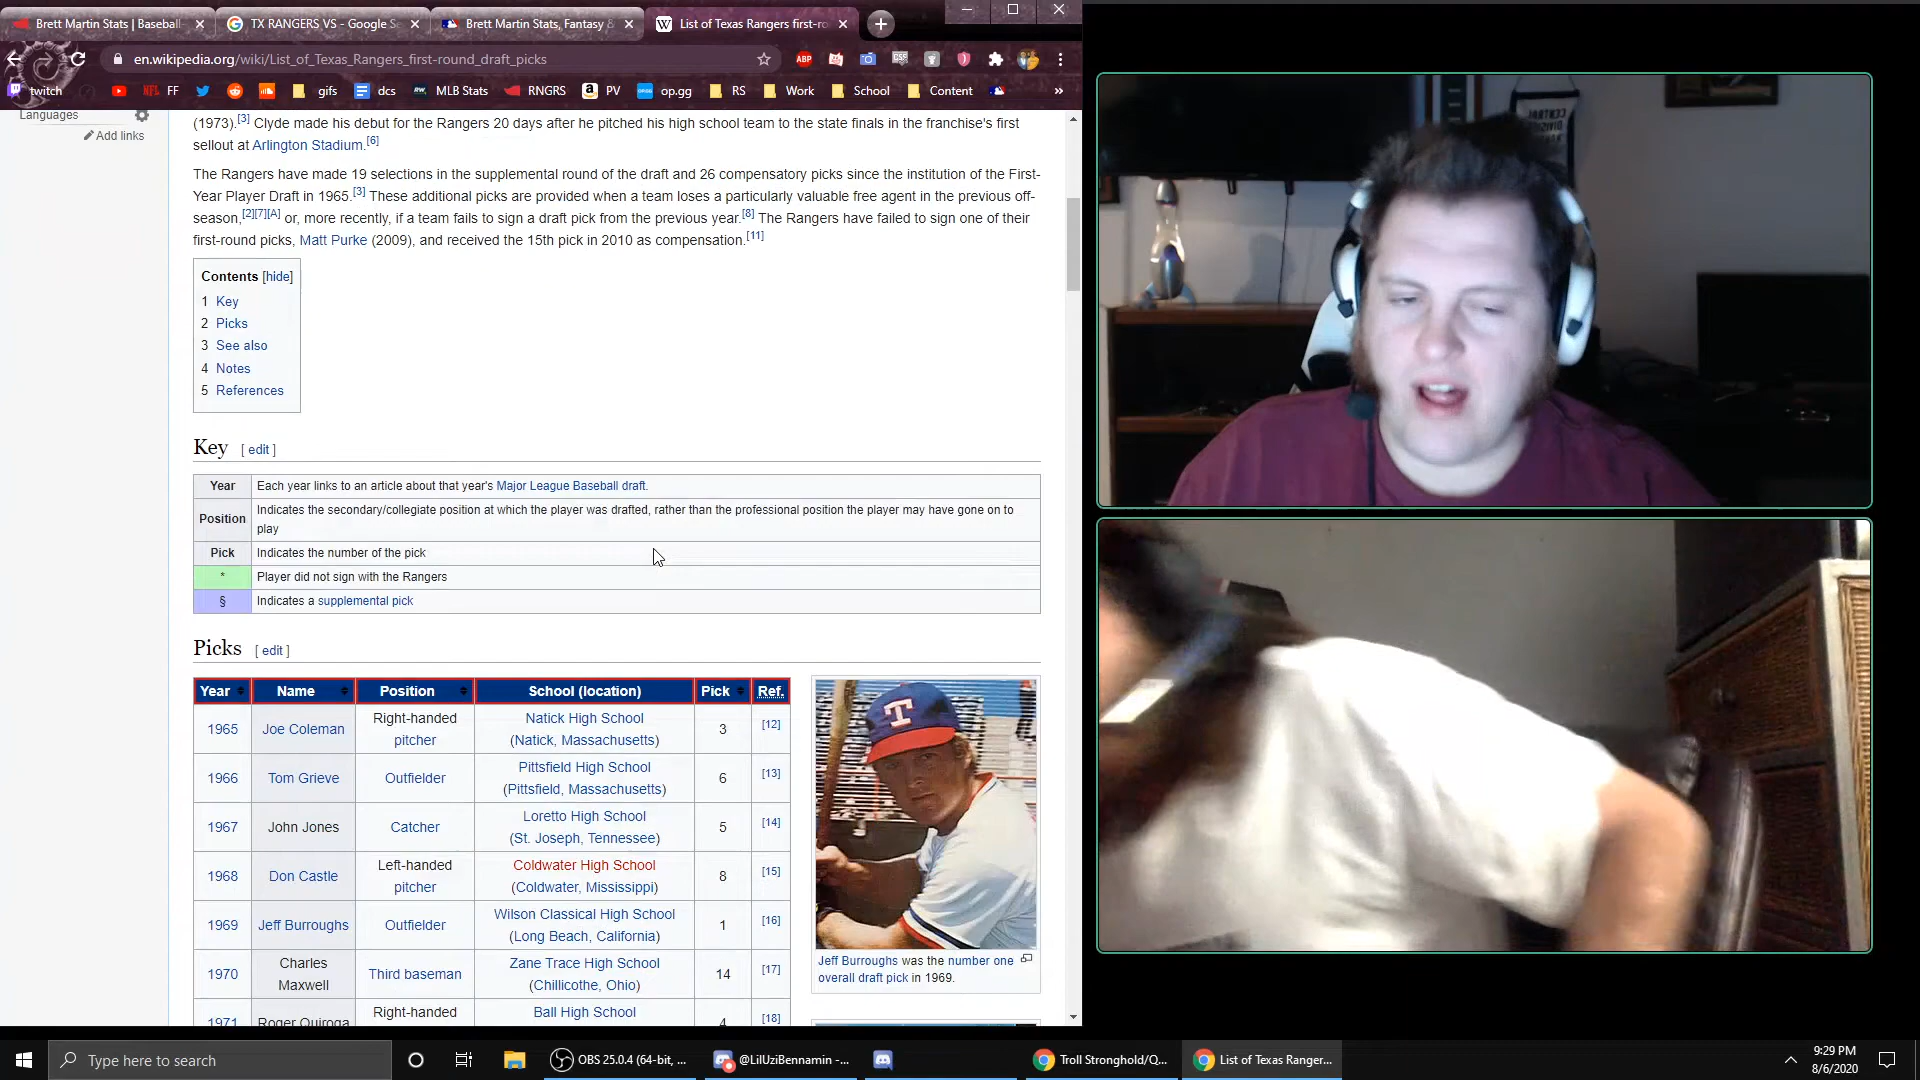 Brett Martin Stats | Baseball-
TX RANGERS VS - Google Se
Brett Martin Stats, Fantasy &
List of Texas Rangers first-ro
en.wikipedia.org/wiki/List_of_Texas_Rangers_first-round_draft_picks
twitch
NFL FF
gifs
dcs
MLB Stats
RNGRS
PV
op.gg
RS
Work
School
Content
»
Languages
Add links
(1973).[3] Clyde made his debut for the Rangers 20 days after he pitched his high school team to the state finals in the franchise's first
sellout at Arlington Stadium.[6]
The Rangers have made 19 selections in the supplemental round of the draft and 26 compensatory picks since the institution of the First-
Year Player Draft in 1965.[3] These additional picks are provided when a team loses a particularly valuable free agent in the previous off-
season,[2][7][A] or, more recently, if a team fails to sign a draft pick from the previous year.[8] The Rangers have failed to sign one of their
first-round picks, Matt Purke (2009), and received the 15th pick in 2010 as compensation.[11]
Contents [hide]
1 Key
2 Picks
3 See also
4 Notes
5 References
Key [ edit ]
Year Each year links to an article about that year's Major League Baseball draft.
Position Indicates the secondary/collegiate position at which the player was drafted, rather than the professional position the player may have gone on to
play
Pick Indicates the number of the pick
* Player did not sign with the Rangers
§ Indicates a supplemental pick
Picks [ edit ]
Year Name Position School (location) Pick Ref.
1965 Joe Coleman Right-handed pitcher Natick High School (Natick, Massachusetts) 3 [12]
1966 Tom Grieve Outfielder Pittsfield High School (Pittsfield, Massachusetts) 6 [13]
1967 John Jones Catcher Loretto High School (St. Joseph, Tennessee) 5 [14]
1968 Don Castle Left-handed pitcher Coldwater High School (Coldwater, Mississippi) 8 [15]
1969 Jeff Burroughs Outfielder Wilson Classical High School (Long Beach, California) 1 [16]
1970 Charles Maxwell Third baseman Zane Trace High School (Chillicothe, Ohio) 14 [17]
1971 Roger Quiroga Right-handed Ball High School 4 [18]
T
Jeff Burroughs was the number one
overall draft pick in 1969.
CENTRAL
DIVISION
Type here to search
OBS 25.0.4 (64-bit, ...
@LilUziBennamin -...
Troll Stronghold/Q...
List of Texas Ranger...
9:29 PM
8/6/2020